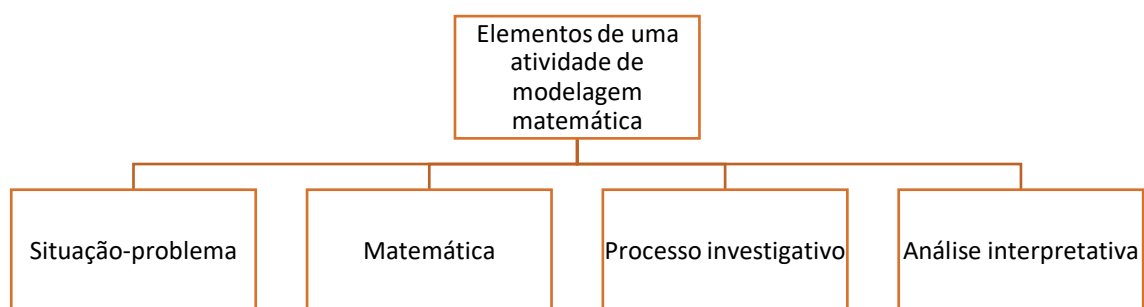 Elementos de uma
atividade de
modelagem
matemática
Situação-problema
Matemática
Processo investigativo
Análise interpretativa